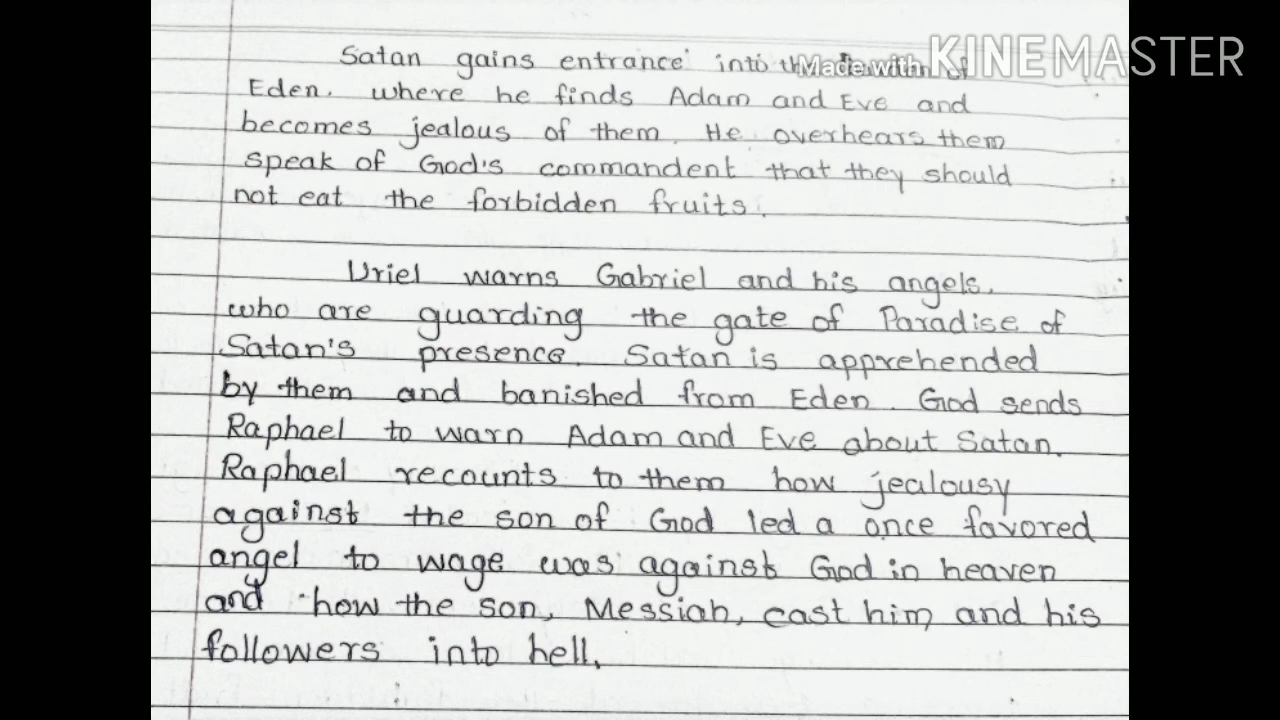 Satan gains entrance into the of
Made with KINEMASTER
Eden. where he finds Adam and Eve and
becomes jealous of them. He overhears them
speak of God's commandent that they should
not eat the forbidden fruits.
Uriel warns Gabriel and his angels.
who are guarding the gate of Paradise of
Satan's presence. Satan is apprehended
by them and banished from Eden. God sends
Raphael to warn Adam and Eve about Satan.
Raphael recounts to them how jealousy
against the son of God led a once favored
angel to wage was against God in heaven
and how the son, Messiah, cast him and his
followers into hell.